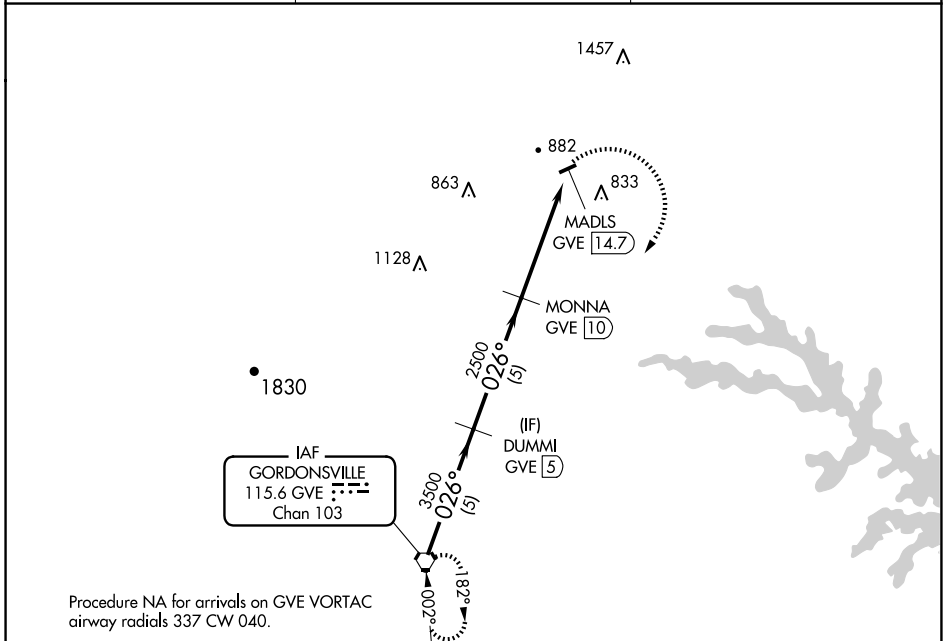 1457
882
863
833
MADLS
GVE 14.7
1128
MONNA
GVE 10
2500
026°
(5)
1830
(IF)
DUMMI
GVE 5
IAF
GORDONSVILLE
115.6 GVE
Chan 103
3500
026°
(5)
182°
002°
Procedure NA for arrivals on GVE VORTAC
airway radials 337 CW 040.